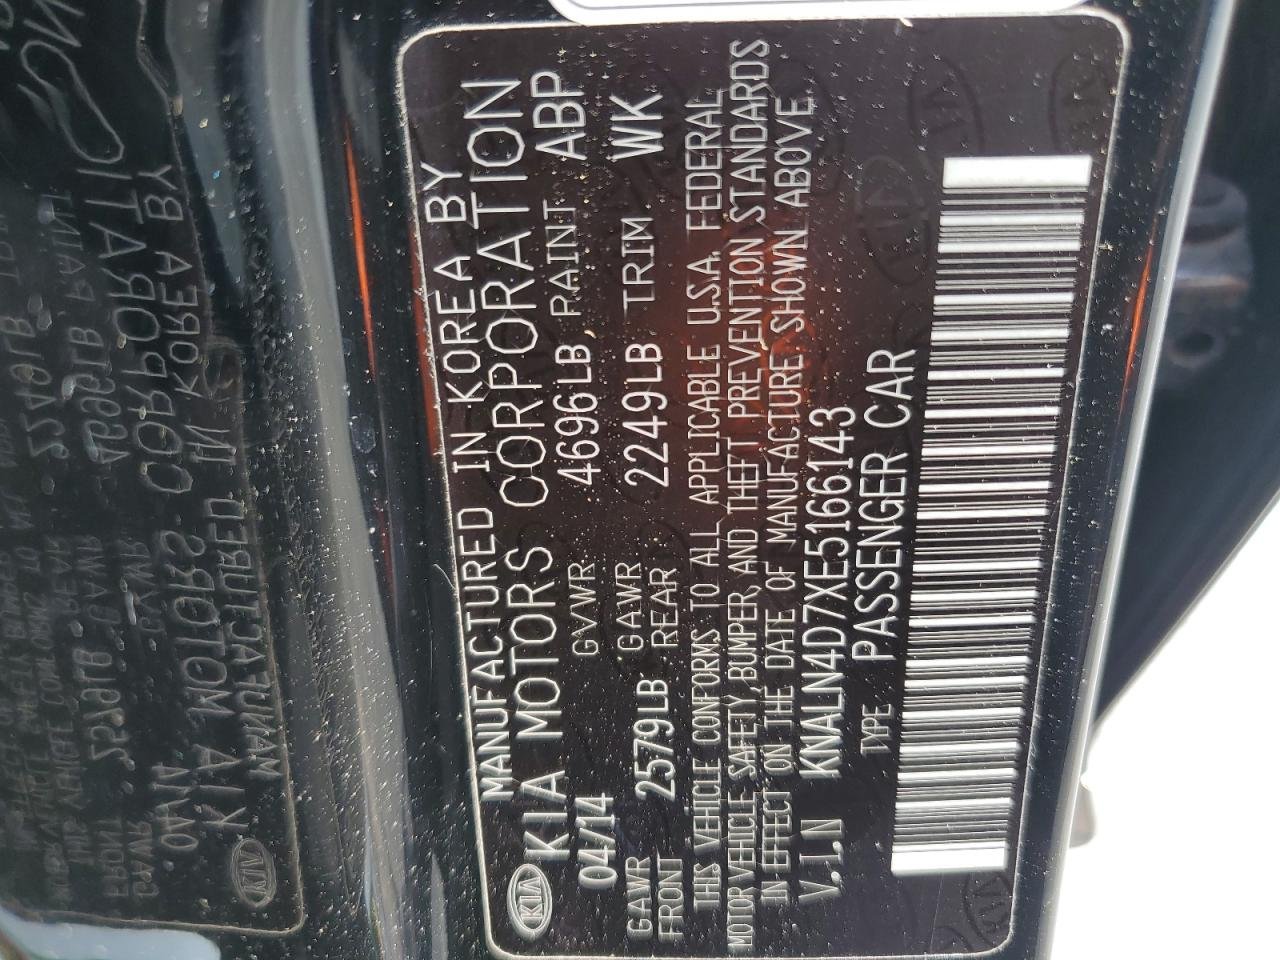 MANUFACTURED IN KOREA BY
KIA KIA MOTORS CORPORATION
04/14 GVWR 4696LB, PAINT ABP
GAWR FRONT 2579LB GAWR REAR 2249LB TRIM WK
THIS VEHICLE CONFORMS TO ALL APPLICABLE U.S.A. FEDERAL
MOTOR VEHICLE SAFETY, BUMPER, AND THEFT PREVENTION STANDARDS
IN EFFECT ON THE DATE OF MANUFACTURE SHOWN ABOVE.
V.I.N KNALN4D7XE5166143
TYPE PASSENGER CAR